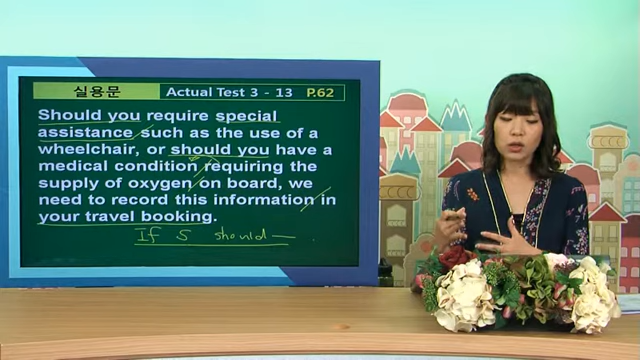 실용문 Actual Test 3 - 13 P.62
Should you require special
assistance such as the use of a
wheelchair, or should you have a
medical condition requiring the
supply of oxygen on board, we
need to record this information in
your travel booking.
If S should —